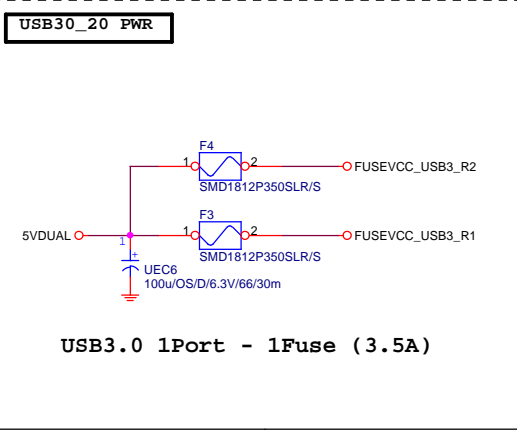 USB30_20 PWR
F4
1 2
FUSEVCC_USB3_R2
SMD1812P350SLR/S
F3
5VDUAL
1 2
FUSEVCC_USB3_R1
1
SMD1812P350SLR/S
+
UEC6
100u/OS/D/6.3V/66/30m
USB3.0 1Port - 1Fuse (3.5A)